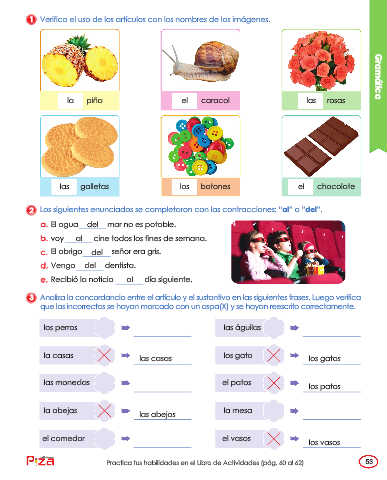 1 Verifica el uso de los artículos con los nombres de las imágenes.
Gramática
la piña
el caracol
las rosas
las galletas
los botones
el chocolate
2 Los siguientes enunciados se completaron con las contracciones: "al" o "del".
a. El agua del mar no es potable.
b. voy al cine todos los fines de semana.
c. El abrigo del señor era gris.
d. Vengo del dentista.
e. Recibió la noticia al día siguiente.
3 Analiza la concordancia entre el artículo y el sustantivo en las siguientes frases. Luego verifica
que las incorrectas se hayan marcado con un aspa(X) y se hayan reescrito correctamente.
los perros
las águilas
la casas
las casas
los gato
los gatos
las monedas
el patos
los patos
la abejas
las abejas
la mesa
el comedor
el vasos
los vasos
Piza
Practica tus habilidades en el Libro de Actividades (pág. 60 al 62)
53